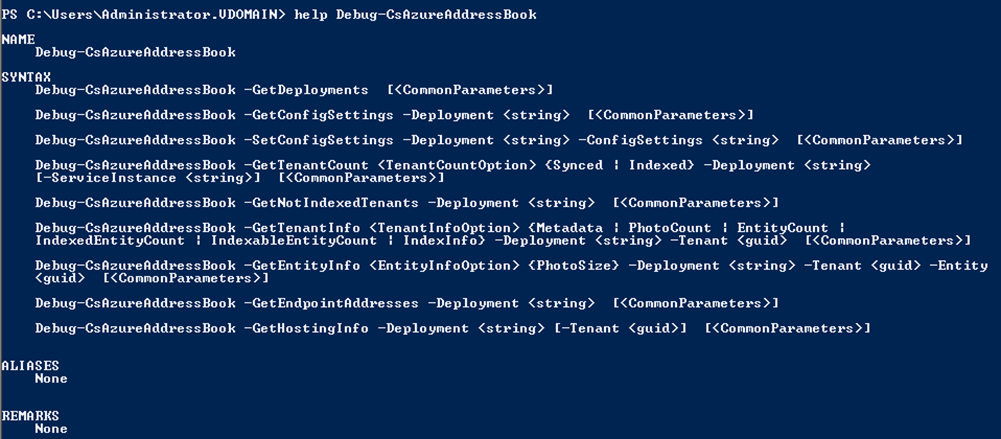 PS C:\Users\Administrator.VDOMAIN> help Debug-CsAzureAddressBook
NAME
Debug-CsAzureAddressBook
SYNTAX
Debug-CsAzureAddressBook -GetDeployments  [<CommonParameters>]
Debug-CsAzureAddressBook -GetConfigSettings -Deployment <string>  [<CommonParameters>]
Debug-CsAzureAddressBook -SetConfigSettings -Deployment <string> -ConfigSettings <string>  [<CommonParameters>]
Debug-CsAzureAddressBook -GetTenantCount <TenantCountOption> {Synced | Indexed} -Deployment <string>
[-ServiceInstance <string>]  [<CommonParameters>]
Debug-CsAzureAddressBook -GetNotIndexedTenants -Deployment <string>  [<CommonParameters>]
Debug-CsAzureAddressBook -GetTenantInfo <TenantInfoOption> {Metadata | PhotoCount | EntityCount |
IndexedEntityCount | IndexableEntityCount | IndexInfo} -Deployment <string> -Tenant <guid>  [<CommonParameters>]
Debug-CsAzureAddressBook -GetEntityInfo <EntityInfoOption> {PhotoSize} -Deployment <string> -Tenant <guid> -Entity
<guid>  [<CommonParameters>]
Debug-CsAzureAddressBook -GetEndpointAddresses -Deployment <string>  [<CommonParameters>]
Debug-CsAzureAddressBook -GetHostingInfo -Deployment <string> [-Tenant <guid>]  [<CommonParameters>]
ALIASES
None
REMARKS
None